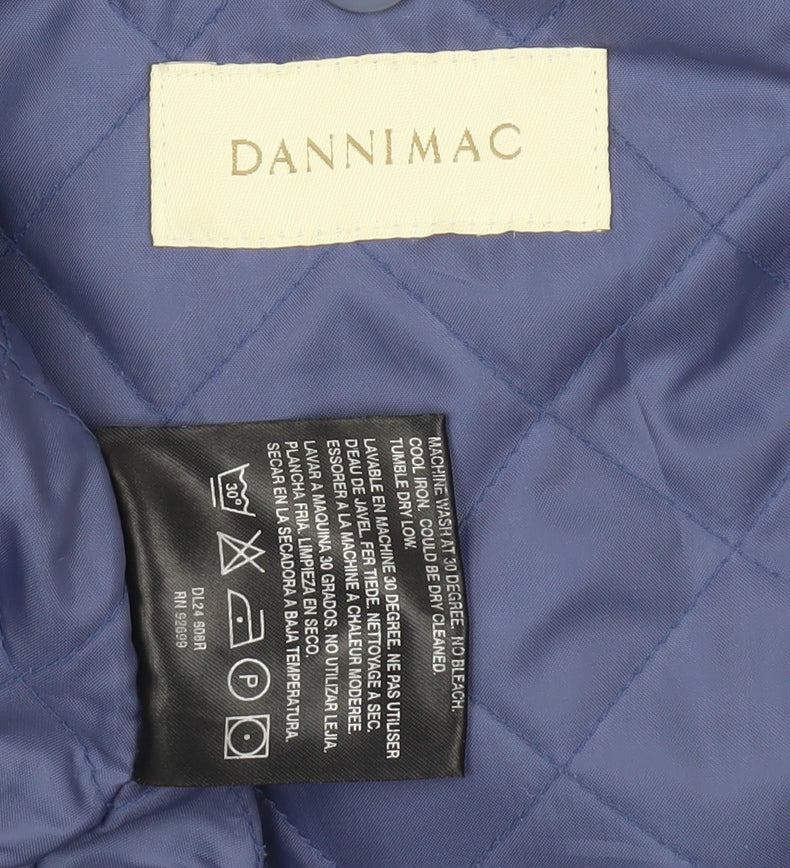 DANNIMAC
MACHINE WASH AT 30 DEGREE. NO BLEACH.
COOL IRON. COULD BE DRY CLEANED.
TUMBLE DRY LOW.
LAVABLE EN MACHINE 30 DEGREE. NE PAS UTILISER
D'EAU DE JAVEL. FER TIEDE. NETTOYAGE A SEC.
ESSORER A LA MACHINE A CHALEUR MODEREE.
LAVAR A MAQUINA 30 GRADOS. NO UTILIZAR LEJIA.
PLANCHA FRIA. LIMPIEZA EN SECO.
SECAR EN LA SECADORA A BAJA TEMPERATURA.
30°
P
DL24 608R
RN 92699